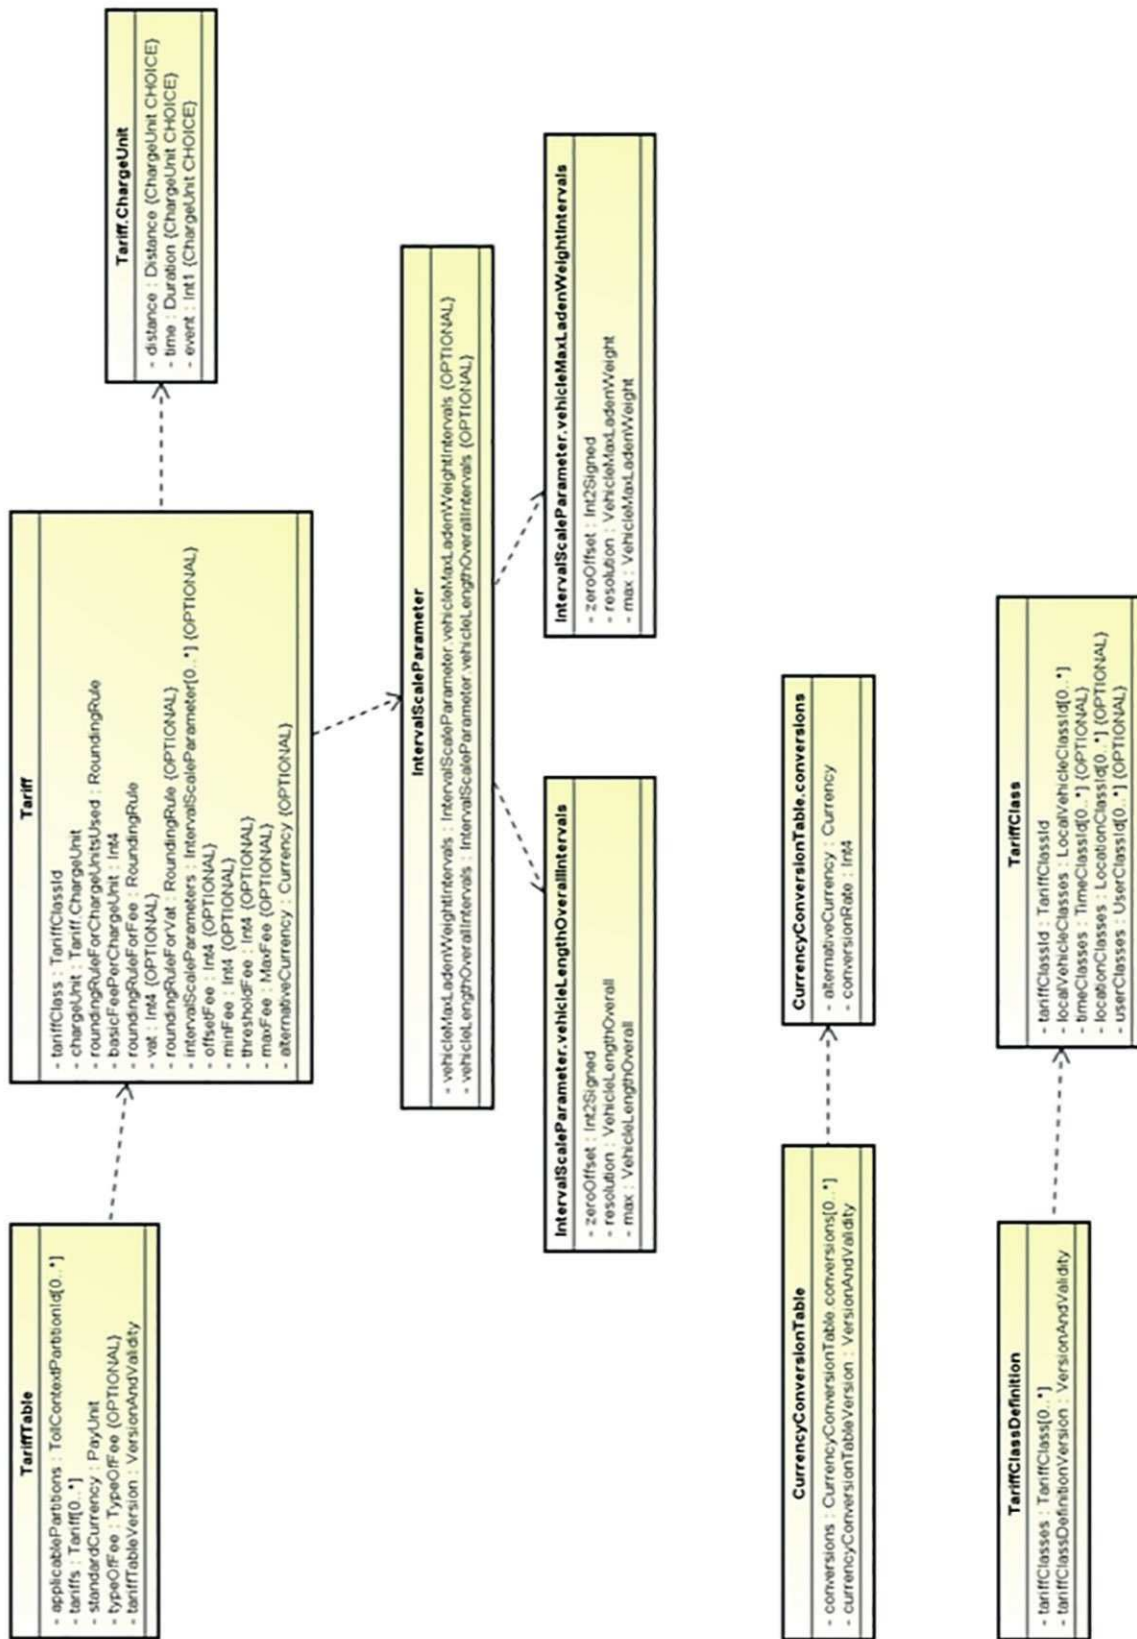 TariffTable
- applicablePartitions : TollContextPartitionId[0..*]
- tariffs : Tariff[0..*]
- standardCurrency : PayUnit
- typeOfFee : TypeOfFee {OPTIONAL}
- tariffTableVersion : VersionAndValidity
Tariff
- tariffClass : TariffClassId
- chargeUnit : Tariff.ChargeUnit
- roundingRuleForChargeUnitsUsed : RoundingRule
- basicFeePerChargeUnit : Int4
- roundingRuleForFee : RoundingRule
- vat : Int4 {OPTIONAL}
- roundingRuleForVat : RoundingRule {OPTIONAL}
- intervalScaleParameters : IntervalScaleParameter[0..*] {OPTIONAL}
- offsetFee : Int4 {OPTIONAL}
- minFee : Int4 {OPTIONAL}
- thresholdFee : Int4 {OPTIONAL}
- maxFee : MaxFee {OPTIONAL}
- alternativeCurrency : Currency {OPTIONAL}
Tariff.ChargeUnit
- distance : Distance {ChargeUnit CHOICE}
- time : Duration {ChargeUnit CHOICE}
- event : Int1 {ChargeUnit CHOICE}
IntervalScaleParameter
- vehicleMaxLadenWeightIntervals : IntervalScaleParameter.vehicleMaxLadenWeightIntervals {OPTIONAL}
- vehicleLengthOverallIntervals : IntervalScaleParameter.vehicleLengthOverallIntervals {OPTIONAL}
IntervalScaleParameter.vehicleLengthOverallIntervals
- zeroOffset : Int2Signed
- resolution : VehicleLengthOverall
- max : VehicleLengthOverall
IntervalScaleParameter.vehicleMaxLadenWeightIntervals
- zeroOffset : Int2Signed
- resolution : VehicleMaxLadenWeight
- max : VehicleMaxLadenWeight
CurrencyConversionTable
- conversions : CurrencyConversionTable.conversions[0..*]
- currencyConversionTableVersion : VersionAndValidity
CurrencyConversionTable.conversions
- alternativeCurrency : Currency
- conversionRate : Int4
TariffClassDefinition
- tariffClasses : TariffClass[0..*]
- tariffClassDefinitionVersion : VersionAndValidity
TariffClass
- tariffClassId : TariffClassId
- localVehicleClasses : LocalVehicleClassId[0..*]
- timeClasses : TimeClassId[0..*] {OPTIONAL}
- locationClasses : LocationClassId[0..*] {OPTIONAL}
- userClasses : UserClassId[0..*] {OPTIONAL}